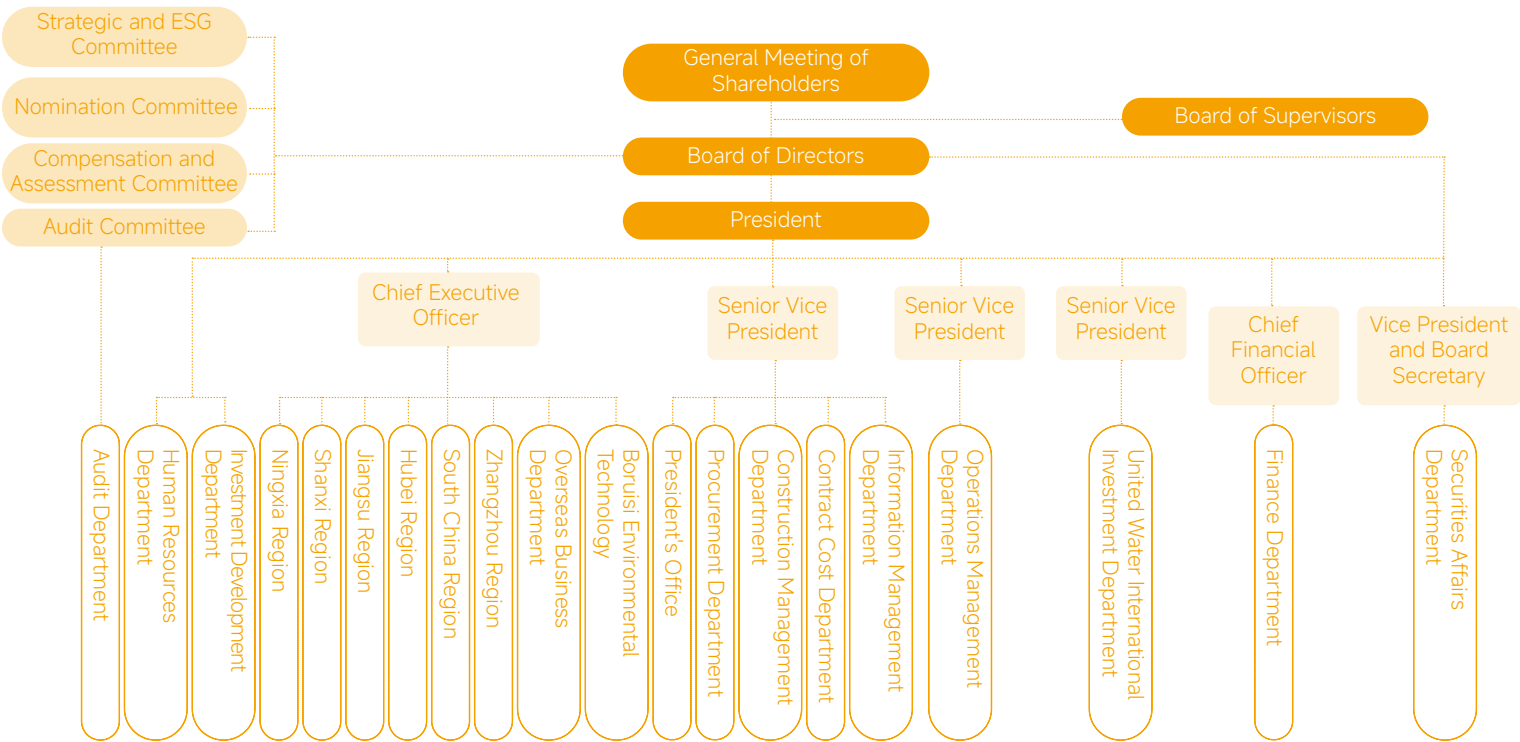 Strategic and ESG
Committee
Nomination Committee
Compensation and
Assessment Committee
Audit Committee
General Meeting of
Shareholders
Board of Supervisors
Board of Directors
President
Chief Executive
Officer
Senior Vice
President
Senior Vice
President
Senior Vice
President
Chief
Financial
Officer
Vice President
and Board
Secretary
Audit Department
Human Resources
Department
Investment Development
Department
Ningxia Region
Shanxi Region
Jiangsu Region
Hubei Region
South China Region
Zhangzhou Region
Overseas Business
Department
Boruisi Environmental
Technology
President's Office
Procurement Department
Construction Management
Department
Contract Cost Department
Information Management
Department
Operations Management
Department
United Water International
Investment Department
Finance Department
Securities Affairs
Department